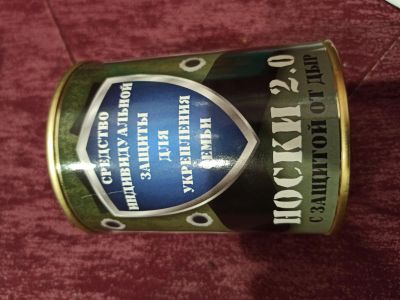 СРЕДСТВО
ИНДИВИДУАЛЬНОЙ
ЗАЩИТЫ
ДЛЯ
УКРЕПЛЕНИЯ
СЕМЬИ
НОСКИ 2.0
С ЗАЩИТОЙ ОТ ДЫР